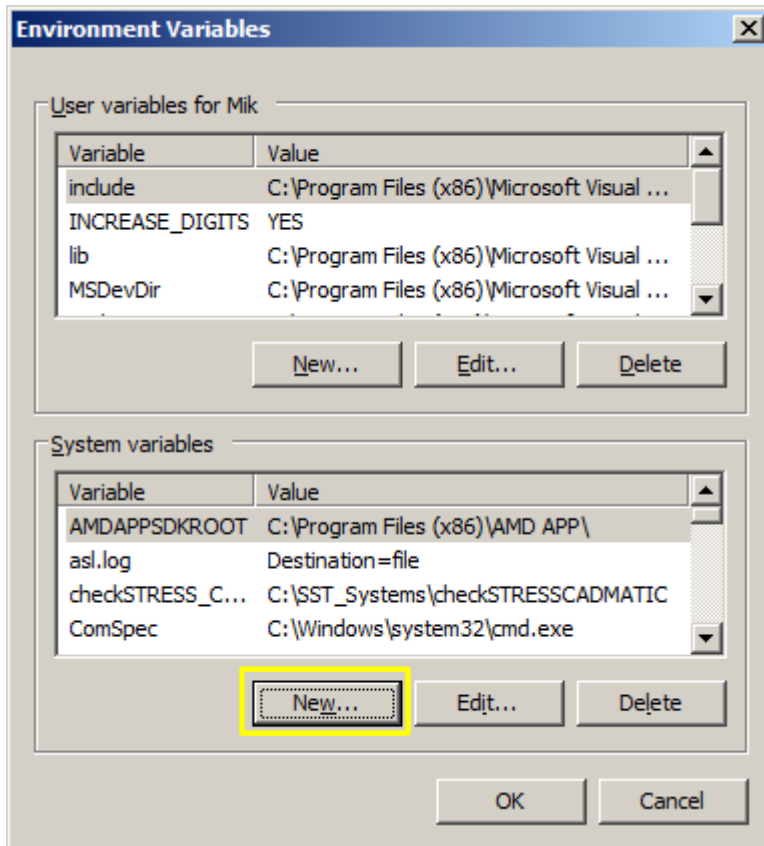 Environment Variables
User variables for Mik
Variable Value
include C:\Program Files (x86)\Microsoft Visual ...
INCREASE_DIGITS YES
lib C:\Program Files (x86)\Microsoft Visual ...
MSDevDir C:\Program Files (x86)\Microsoft Visual ...
New... Edit... Delete
System variables
Variable Value
AMDAPPSDKROOT C:\Program Files (x86)\AMD APP\
asl.log Destination=file
checkSTRESS_C... C:\SST_Systems\checkSTRESSCADMATIC
ComSpec C:\Windows\system32\cmd.exe
New... Edit... Delete
OK Cancel